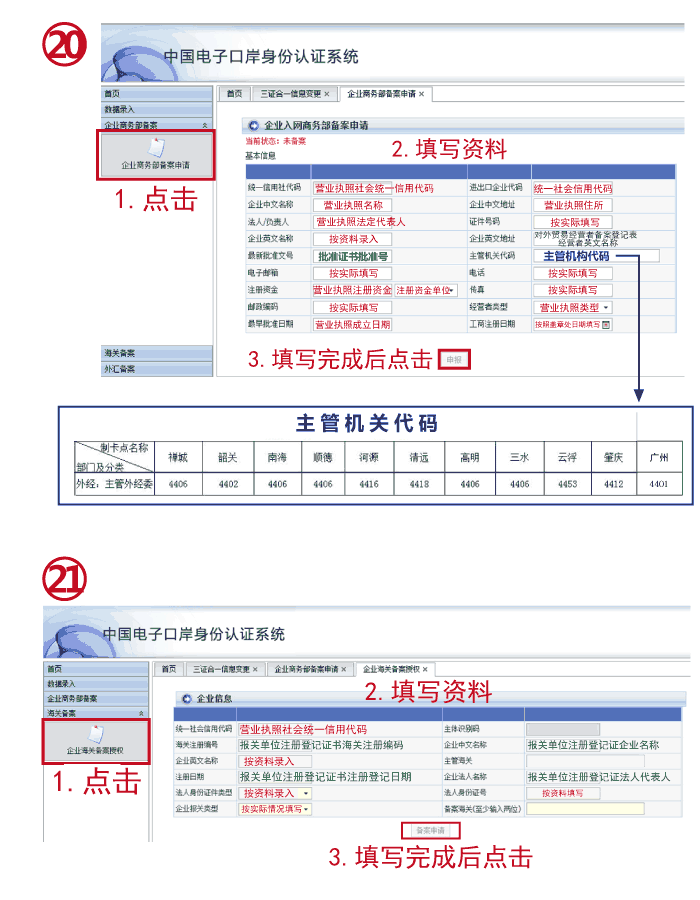 ⑳
中国电子口岸身份认证系统
首页
数据录入
企业商务部备案
企业商务部备案申请
1. 点击
海关备案
外汇备案
首页 三证合一信息变更 × 企业商务部备案申请 ×
企业入网商务部备案申请
当前状态：未备案
2. 填写资料
基本信息
统一信用社代码 营业执照社会统一信用代码 进出口企业代码 统一社会信用代码
企业中文名称 营业执照名称 企业中文地址 营业执照住所
法人/负责人 营业执照法定代表人 证件号码 按实际填写
企业英文名称 按资料录入 企业英文地址 对外贸易经营者备案登记表
经营者英文名称
最新批准文号 批准证书批准号 主管机关代码 主管机构代码
电子邮箱 按实际填写 电话 按实际填写
注册资金 营业执照注册资金 注册资金单位 传真 按实际填写
邮政编码 按实际填写 经营者类型 营业执照类型
最早批准日期 营业执照成立日期 工商注册日期 按照盖章处日期填写
3. 填写完成后点击 申报
主管机关代码
制卡点名称
部门及分类
禅城 韶关 南海 顺德 河源 清远 高明 三水 云浮 肇庆 广州
外经，主管外经委 4406 4402 4406 4406 4416 4418 4406 4406 4453 4412 4401
㉑
中国电子口岸身份认证系统
首页
数据录入
企业商务部备案
海关备案
企业海关备案授权
1. 点击
首页 三证合一信息变更 × 企业商务部备案申请 × 企业海关备案授权 ×
企业信息
2. 填写资料
统一社会信用代码 营业执照社会统一信用代码 主体识别码
海关注册编号 报关单位注册登记证书海关注册编码 企业中文名称 报关单位注册登记证企业名称
企业英文名称 按资料录入 主管海关
注册日期 报关单位注册登记证书注册登记日期 企业法人名称 报关单位注册登记证法人代表人
法人身份证件类型 按资料录入 法人身份证号 按资料填写
企业报关类型 按实际情况填写 备案海关(至少输入两位)
备案申请
3. 填写完成后点击